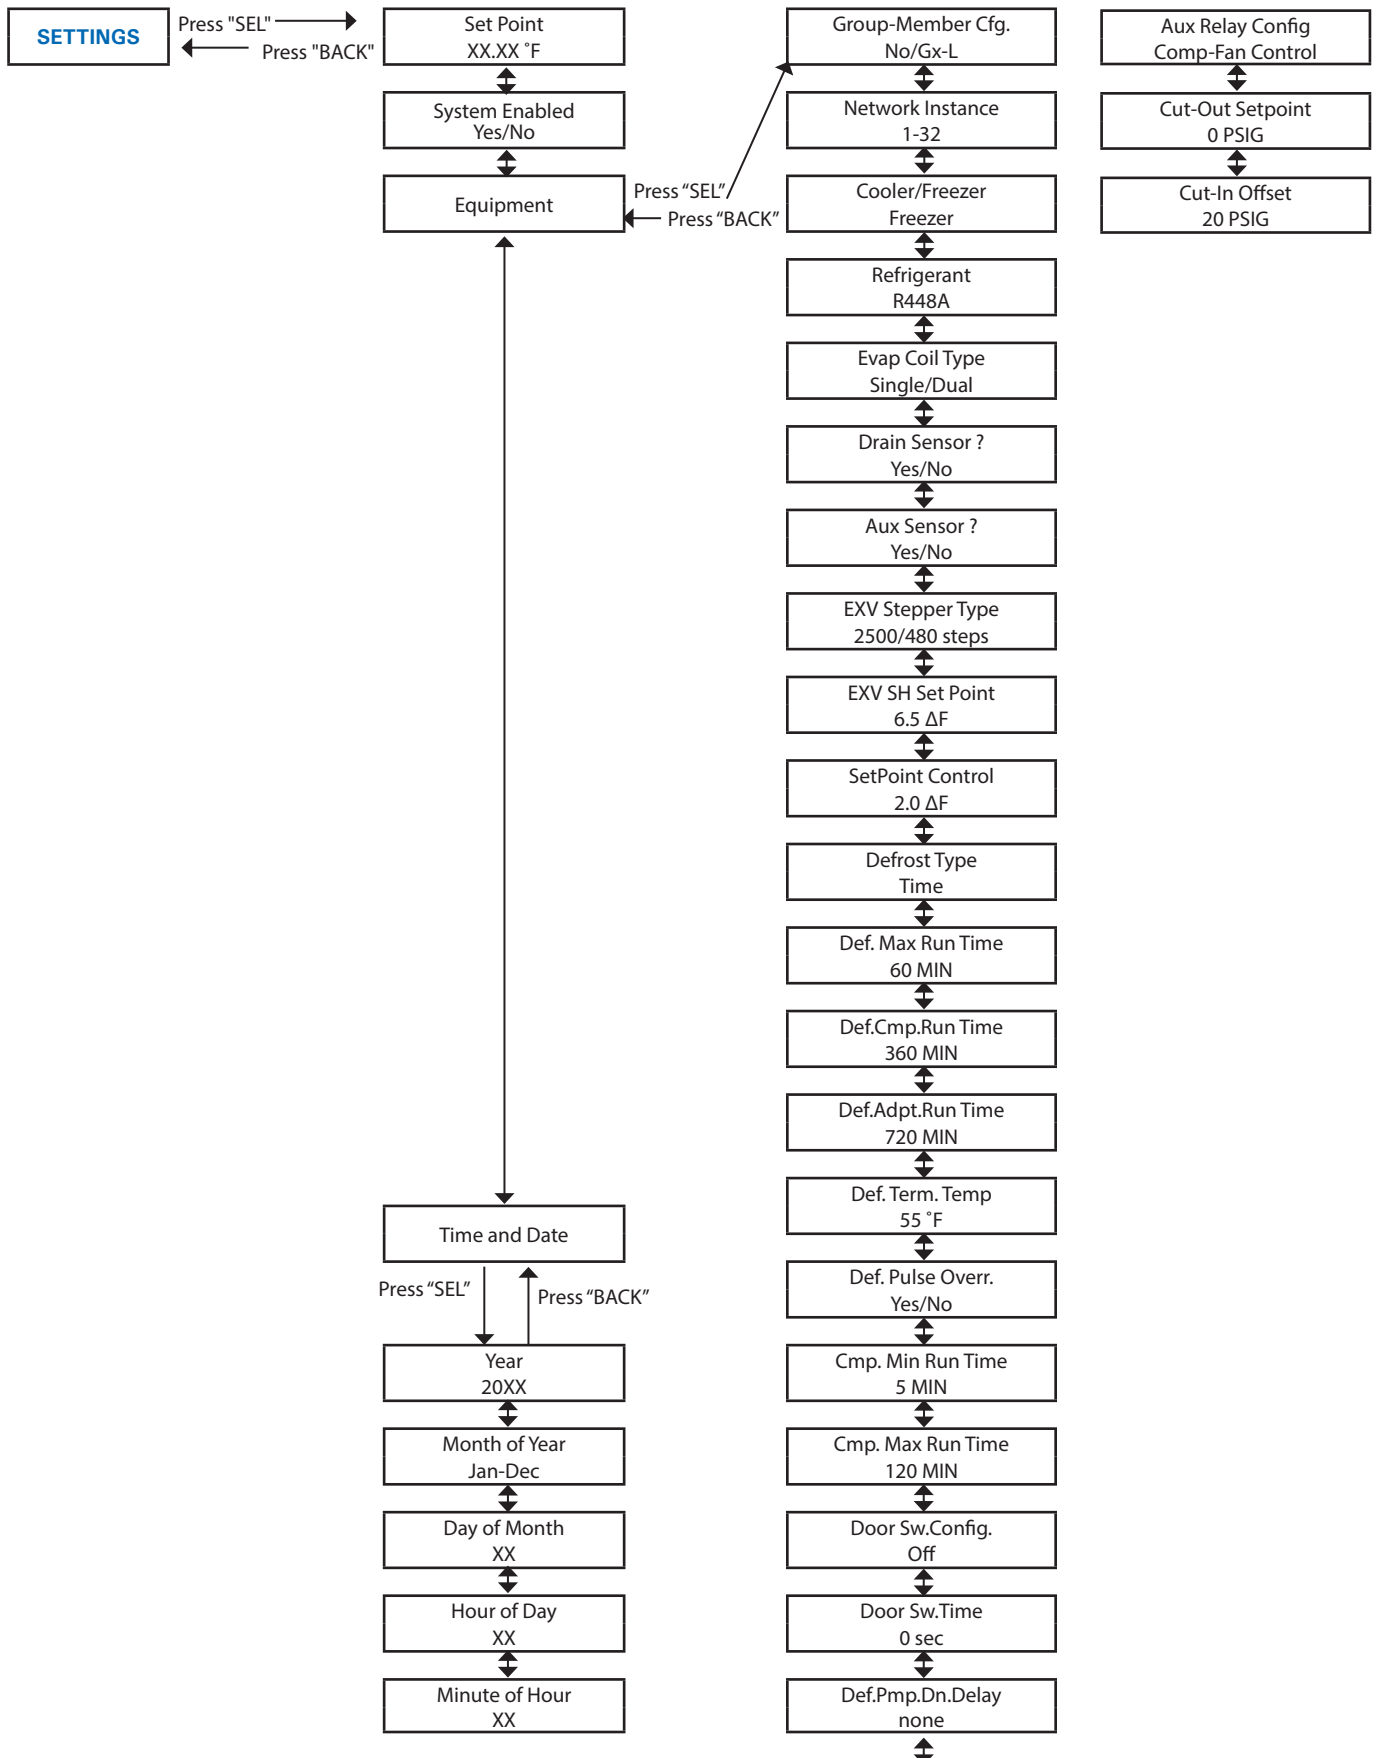 SETTINGS
Press "SEL"
Press "BACK"
Set Point
XX.XX ˚F
System Enabled
Yes/No
Equipment
Press “SEL”
Press “BACK”
Time and Date
Press “SEL”
Press “BACK”
Year
20XX
Month of Year
Jan-Dec
Day of Month
XX
Hour of Day
XX
Minute of Hour
XX
Group-Member Cfg.
No/Gx-L
Network Instance
1-32
Cooler/Freezer
Freezer
Refrigerant
R448A
Evap Coil Type
Single/Dual
Drain Sensor ?
Yes/No
Aux Sensor ?
Yes/No
EXV Stepper Type
2500/480 steps
EXV SH Set Point
6.5 ΔF
SetPoint Control
2.0 ΔF
Defrost Type
Time
Def. Max Run Time
60 MIN
Def.Cmp.Run Time
360 MIN
Def.Adpt.Run Time
720 MIN
Def. Term. Temp
55 ˚F
Def. Pulse Overr.
Yes/No
Cmp. Min Run Time
5 MIN
Cmp. Max Run Time
120 MIN
Door Sw.Config.
Off
Door Sw.Time
0 sec
Def.Pmp.Dn.Delay
none
Aux Relay Config
Comp-Fan Control
Cut-Out Setpoint
0 PSIG
Cut-In Offset
20 PSIG